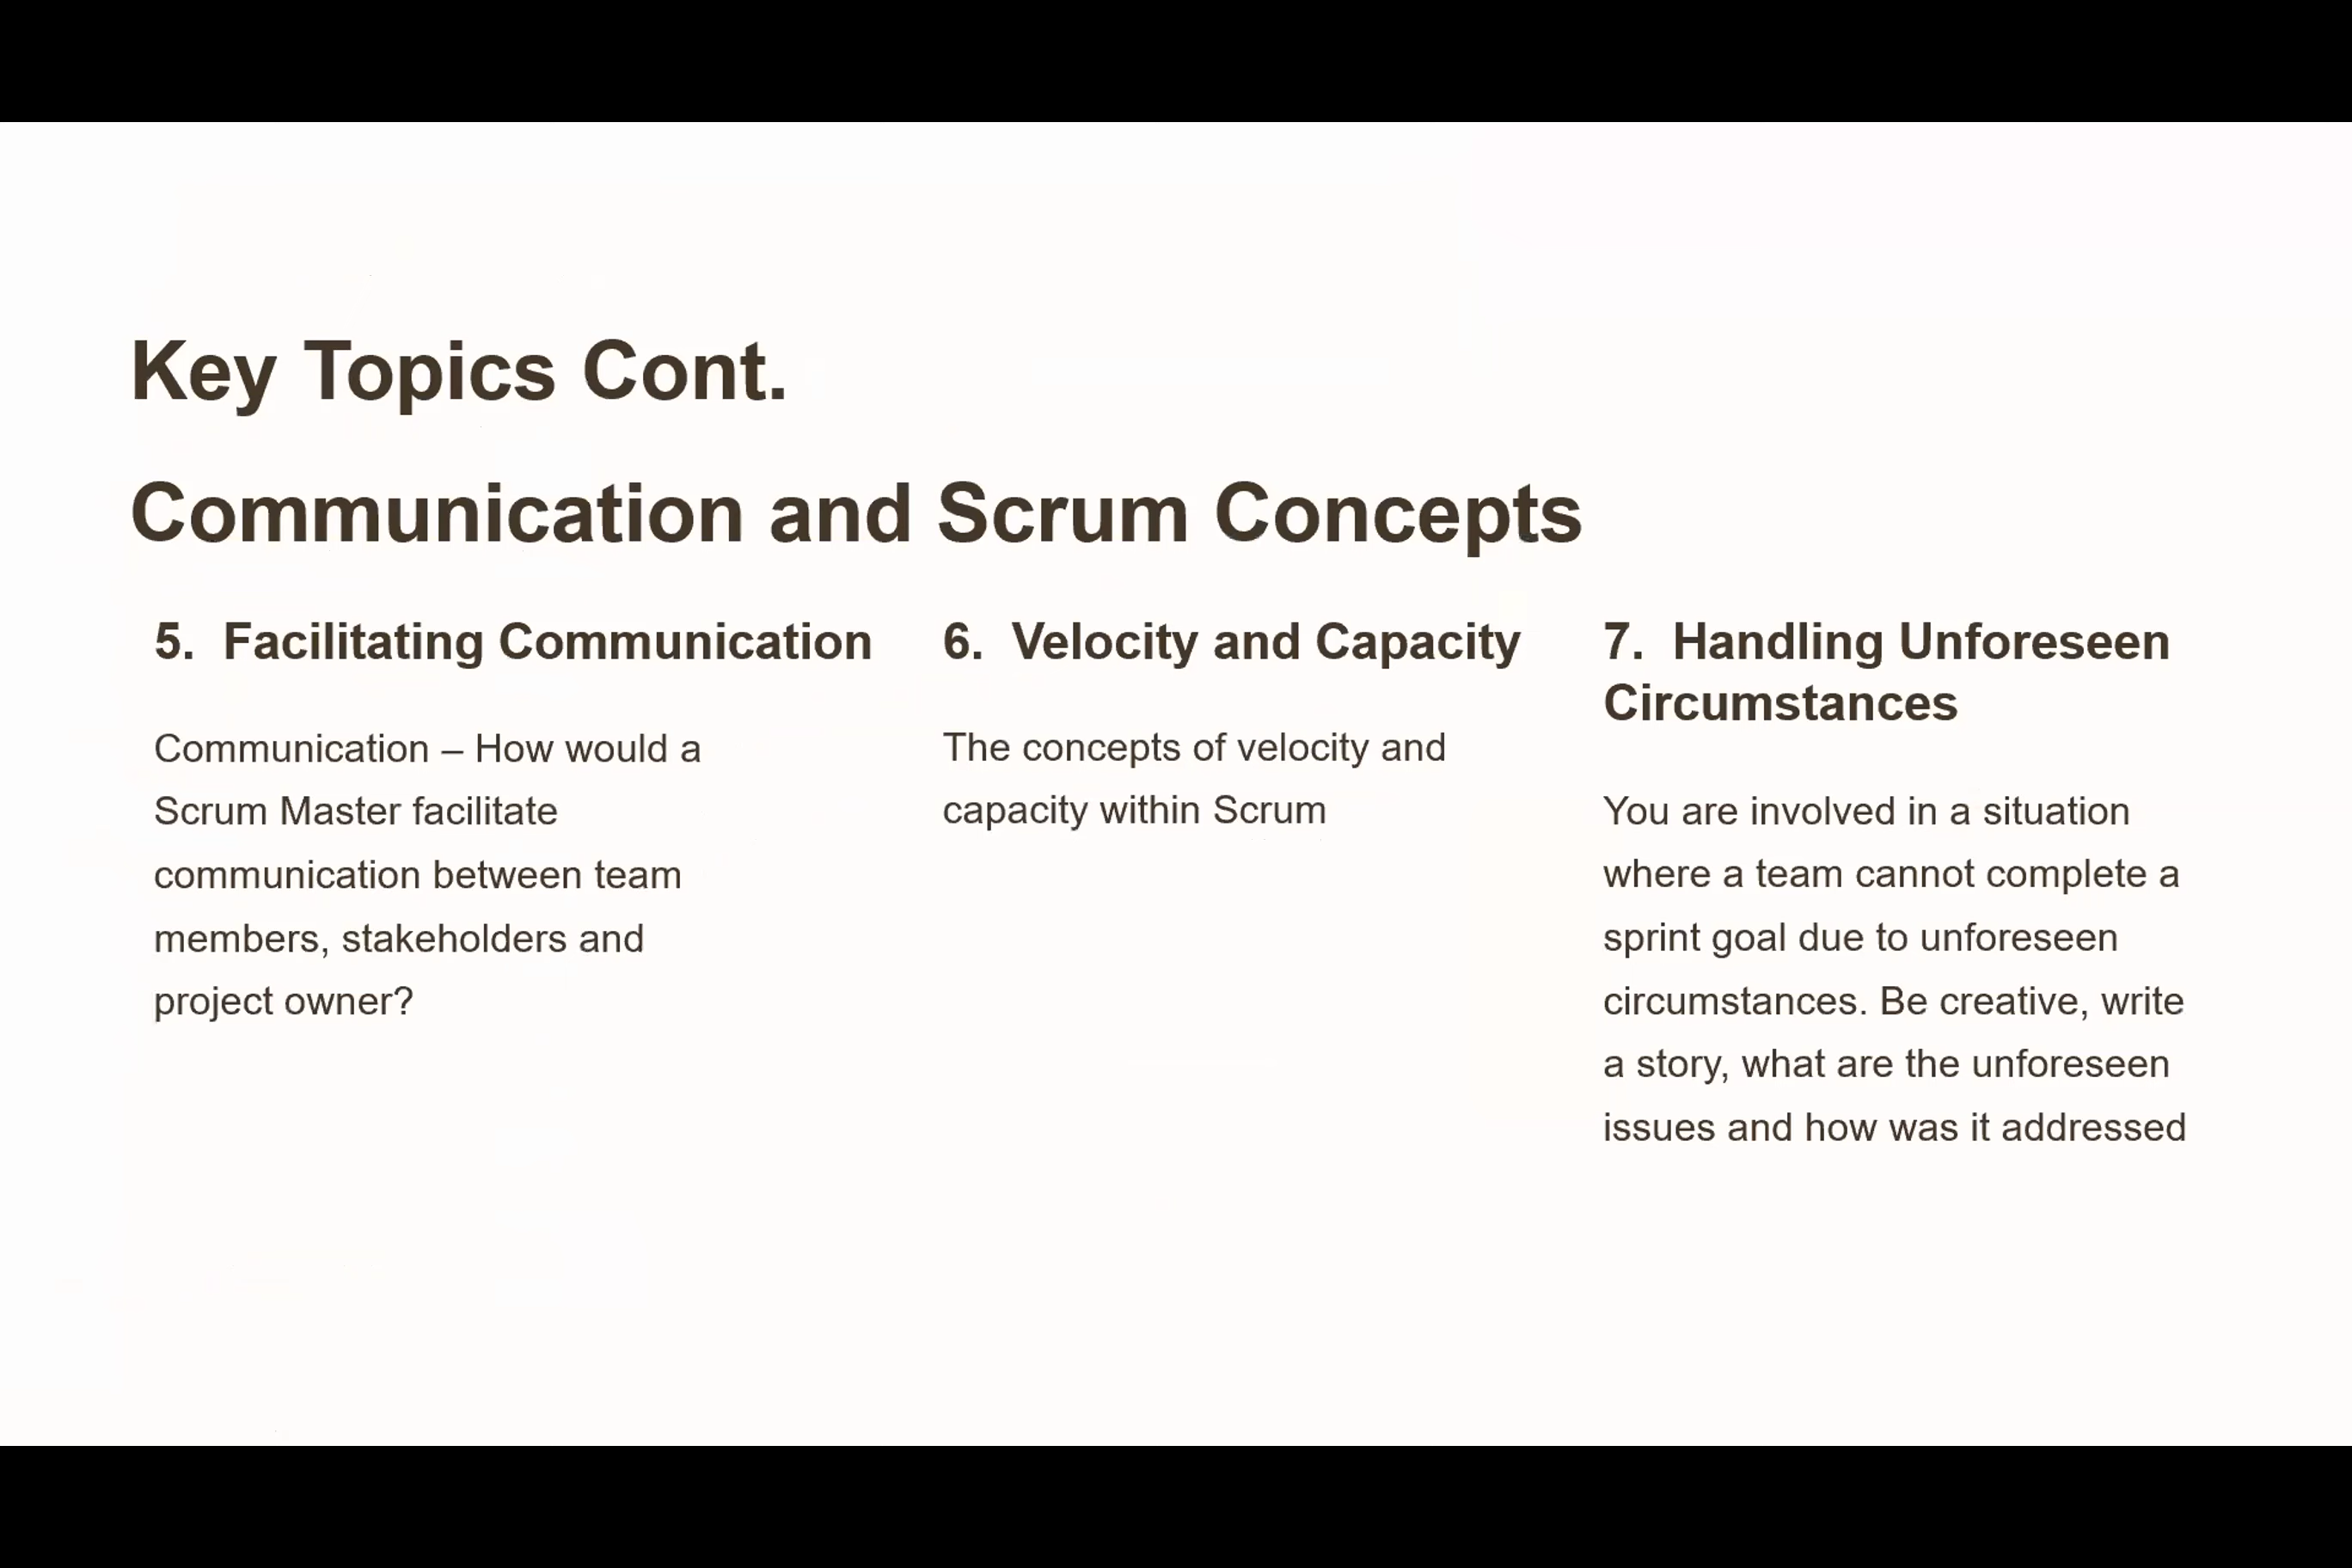 Key Topics Cont.
Communication and Scrum Concepts
5. Facilitating Communication
Communication – How would a
Scrum Master facilitate
communication between team
members, stakeholders and
project owner?
6. Velocity and Capacity
The concepts of velocity and
capacity within Scrum
7. Handling Unforeseen
Circumstances
You are involved in a situation
where a team cannot complete a
sprint goal due to unforeseen
circumstances. Be creative, write
a story, what are the unforeseen
issues and how was it addressed